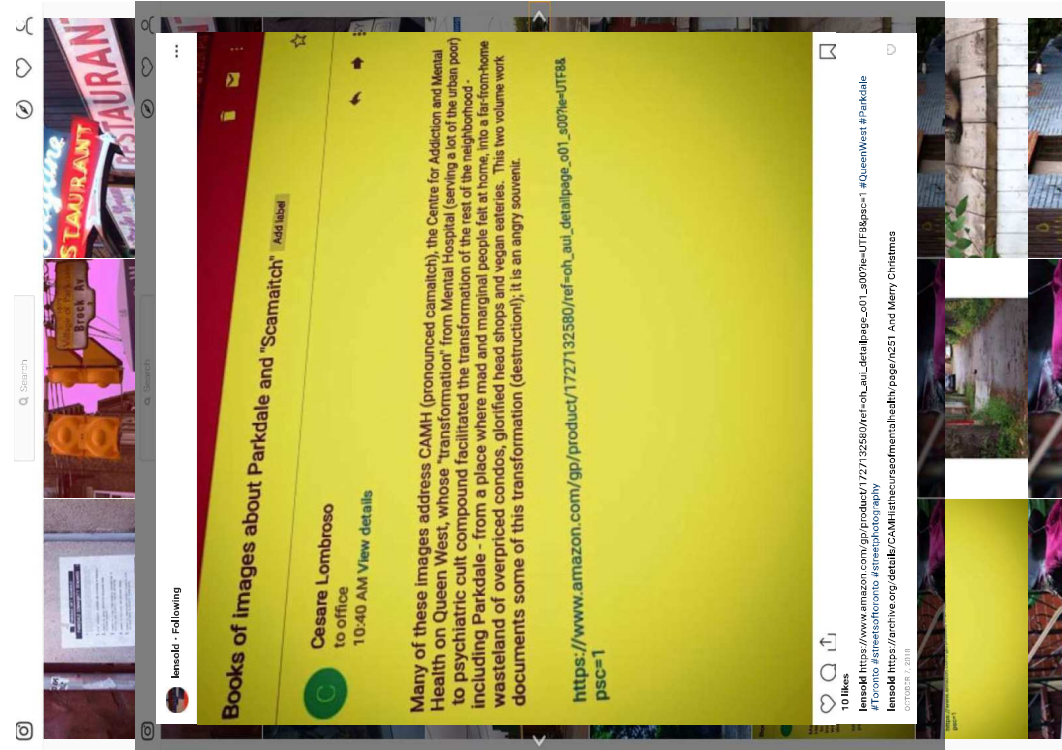 Search
lensold • Following
Books of images about Parkdale and "Scamaitch" Add label
C
Cesare Lombroso
to office
10:40 AM View details
Many of these images address CAMH (pronounced camaitch), the Centre for Addiction and Mental
Health on Queen West, whose "transformation" from Mental Hospital (serving a lot of the urban poor)
to psychiatric cult compound facilitated the transformation of the rest of the neighborhood -
including Parkdale - from a place where mad and marginal people felt at home, into a far-from-home
wasteland of overpriced condos, glorified head shops and vegan eateries. This two volume work
documents some of this transformation (destruction!); it is an angry souvenir.
https://www.amazon.com/gp/product/1727132580/ref=oh_aui_detailpage_o01_s00?ie=UTF8&
psc=1
10 likes
lensold https://www.amazon.com/gp/product/1727132580/ref=oh_aui_detailpage_o01_s00?ie=UTF8&psc=1 #QueenWest #Parkdale
#Toronto #streetsoftoronto #streetphotography
lensold https://archive.org/details/CAMHisthecurseofmentalhealth/page/n251 And Merry Christmas
OCTOBER 7, 2018
STAURANT
RESTAURAN
STAURAN
Brock Av
Search